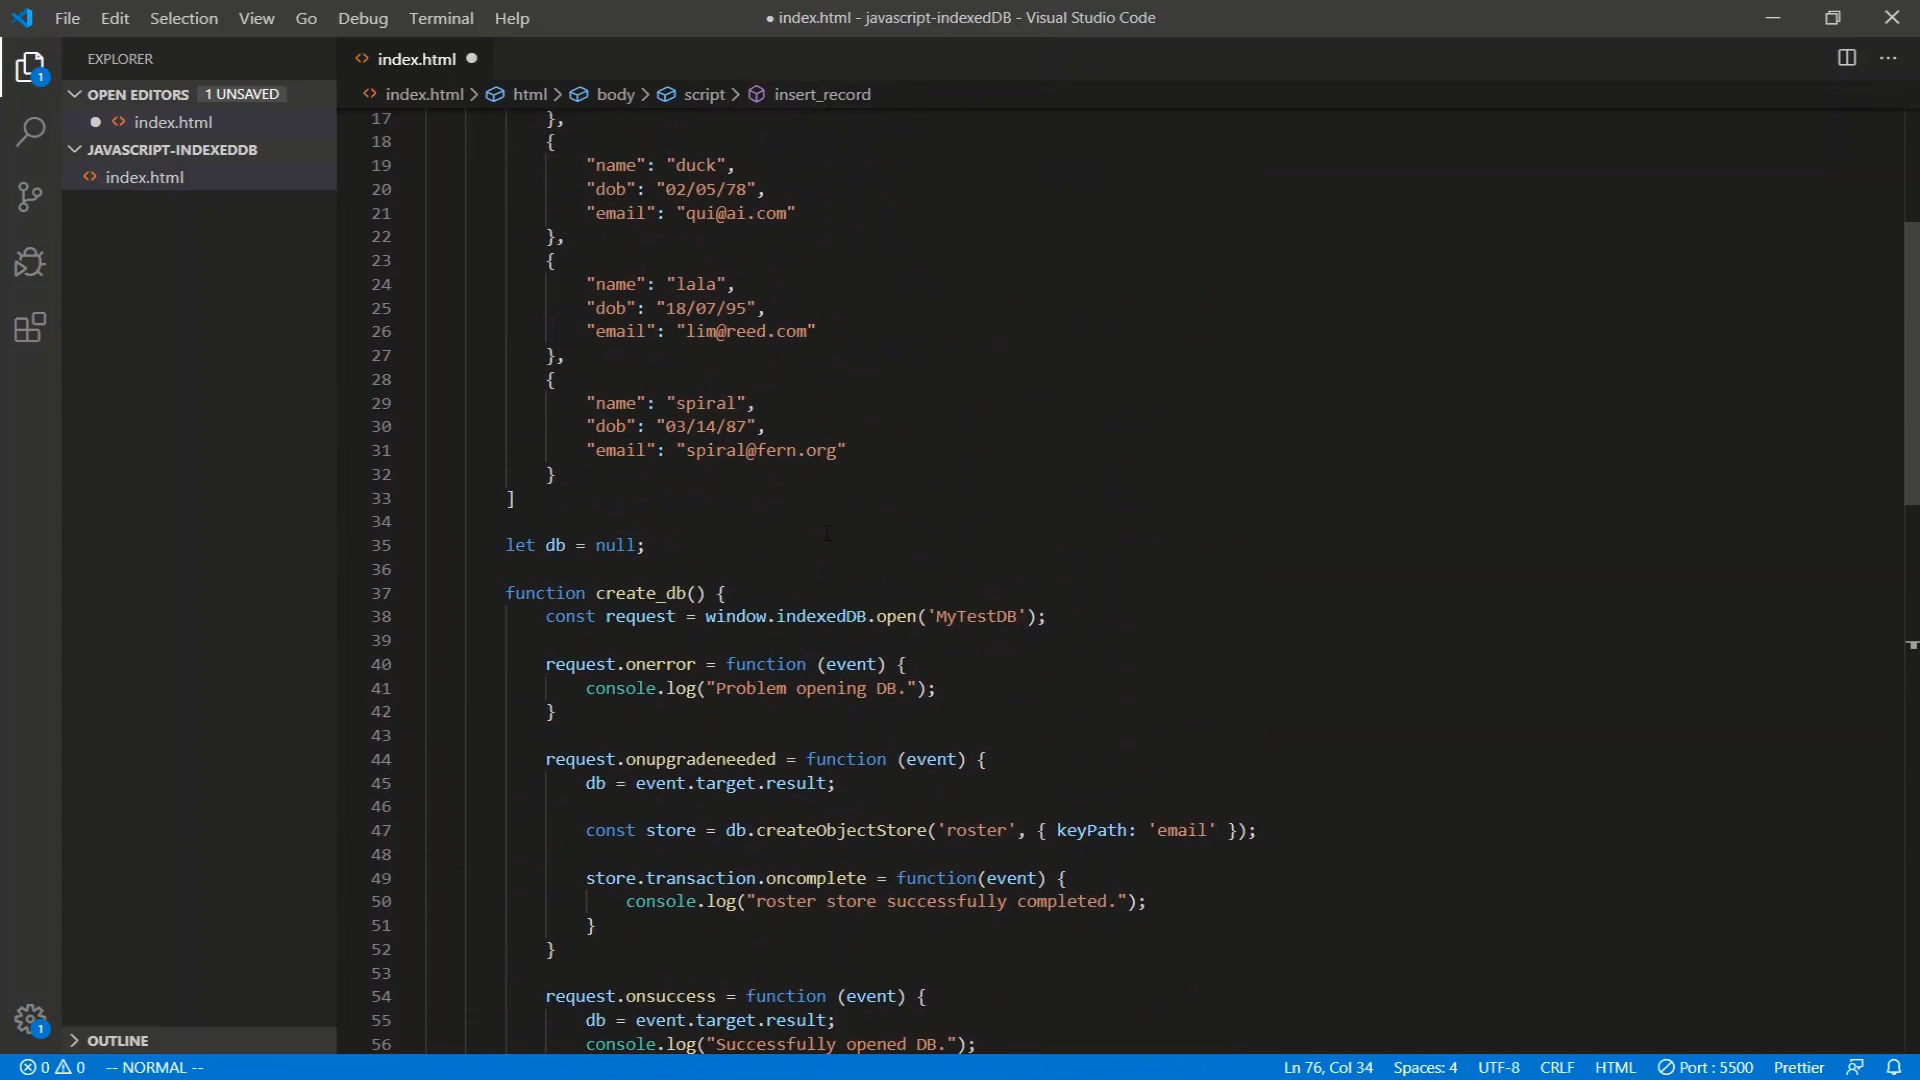 File Edit Selection View Go Debug Terminal Help
● index.html - javascript-indexedDB - Visual Studio Code
EXPLORER
OPEN EDITORS 1 UNSAVED
index.html
JAVASCRIPT-INDEXEDDB
index.html
OUTLINE
1
1
index.html
index.html > html > body > script > insert_record
17 },
18 {
19 "name": "duck",
20 "dob": "02/05/78",
21 "email": "qui@ai.com"
22 },
23 {
24 "name": "lala",
25 "dob": "18/07/95",
26 "email": "lim@reed.com"
27 },
28 {
29 "name": "spiral",
30 "dob": "03/14/87",
31 "email": "spiral@fern.org"
32 }
33 ]
34
35 let db = null;
36
37 function create_db() {
38 const request = window.indexedDB.open('MyTestDB');
39
40 request.onerror = function (event) {
41 console.log("Problem opening DB.");
42 }
43
44 request.onupgradeneeded = function (event) {
45 db = event.target.result;
46
47 const store = db.createObjectStore('roster', { keyPath: 'email' });
48
49 store.transaction.oncomplete = function(event) {
50 console.log("roster store successfully completed.");
51 }
52 }
53
54 request.onsuccess = function (event) {
55 db = event.target.result;
56 console.log("Successfully opened DB.");
0 0 -- NORMAL -- Ln 76, Col 34 Spaces: 4 UTF-8 CRLF HTML Port : 5500 Prettier